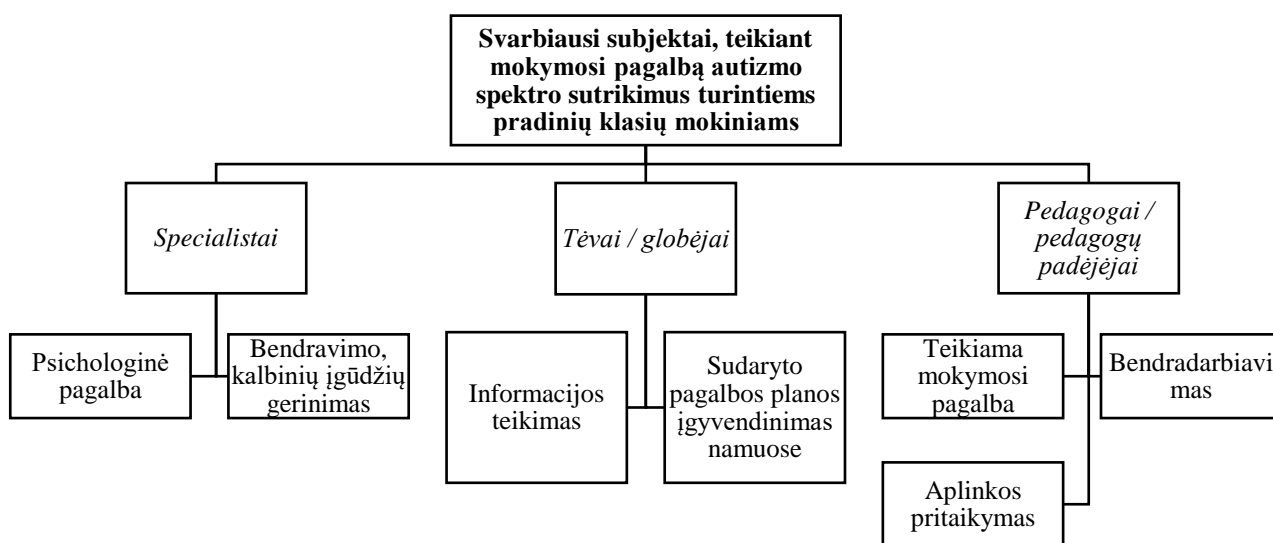 Svarbiausi subjektai, teikiant
mokymosi pagalbą autizmo
spektro sutrikimus turintiems
pradinių klasių mokiniams
Specialistai
Tėvai / globėjai
Pedagogai /
pedagogų
padėjėjai
Psichologinė
pagalba
Bendravimo,
kalbinių įgūdžių
gerinimas
Informacijos
teikimas
Sudaryto
pagalbos planos
įgyvendinimas
namuose
Teikiama
mokymosi
pagalba
Bendradarbiavi
mas
Aplinkos
pritaikymas